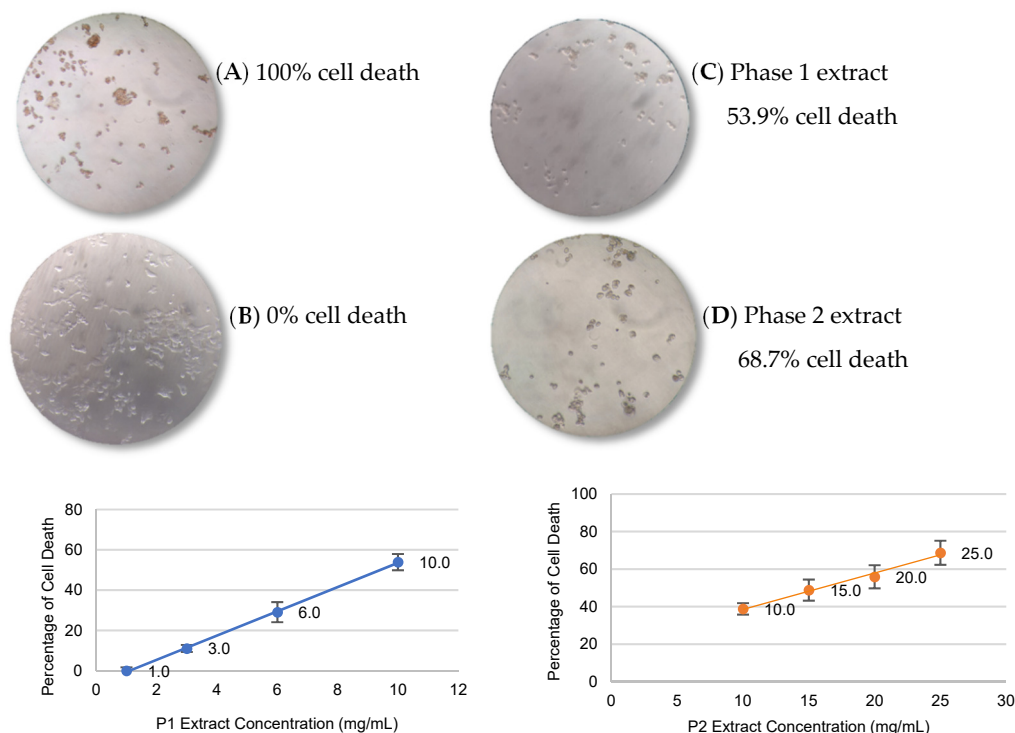 (A) 100% cell death
(C) Phase 1 extract
53.9% cell death
(B) 0% cell death
(D) Phase 2 extract
68.7% cell death
Percentage of Cell Death
80
60
40
20
0
1.0
3.0
6.0
10.0
0 2 4 6 8 10 12
P1 Extract Concentration (mg/mL)
Percentage of Cell Death
100
80
60
40
20
0
10.0
15.0
20.0
25.0
0 5 10 15 20 25 30
P2 Extract Concentration (mg/mL)